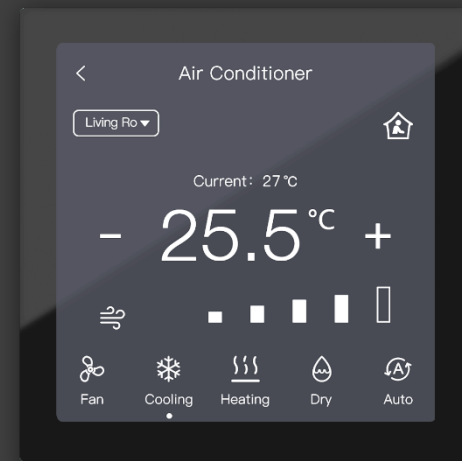 Air Conditioner
Living Ro
Current: 27℃
- 25.5℃ +
A
Fan Cooling Heating Dry Auto